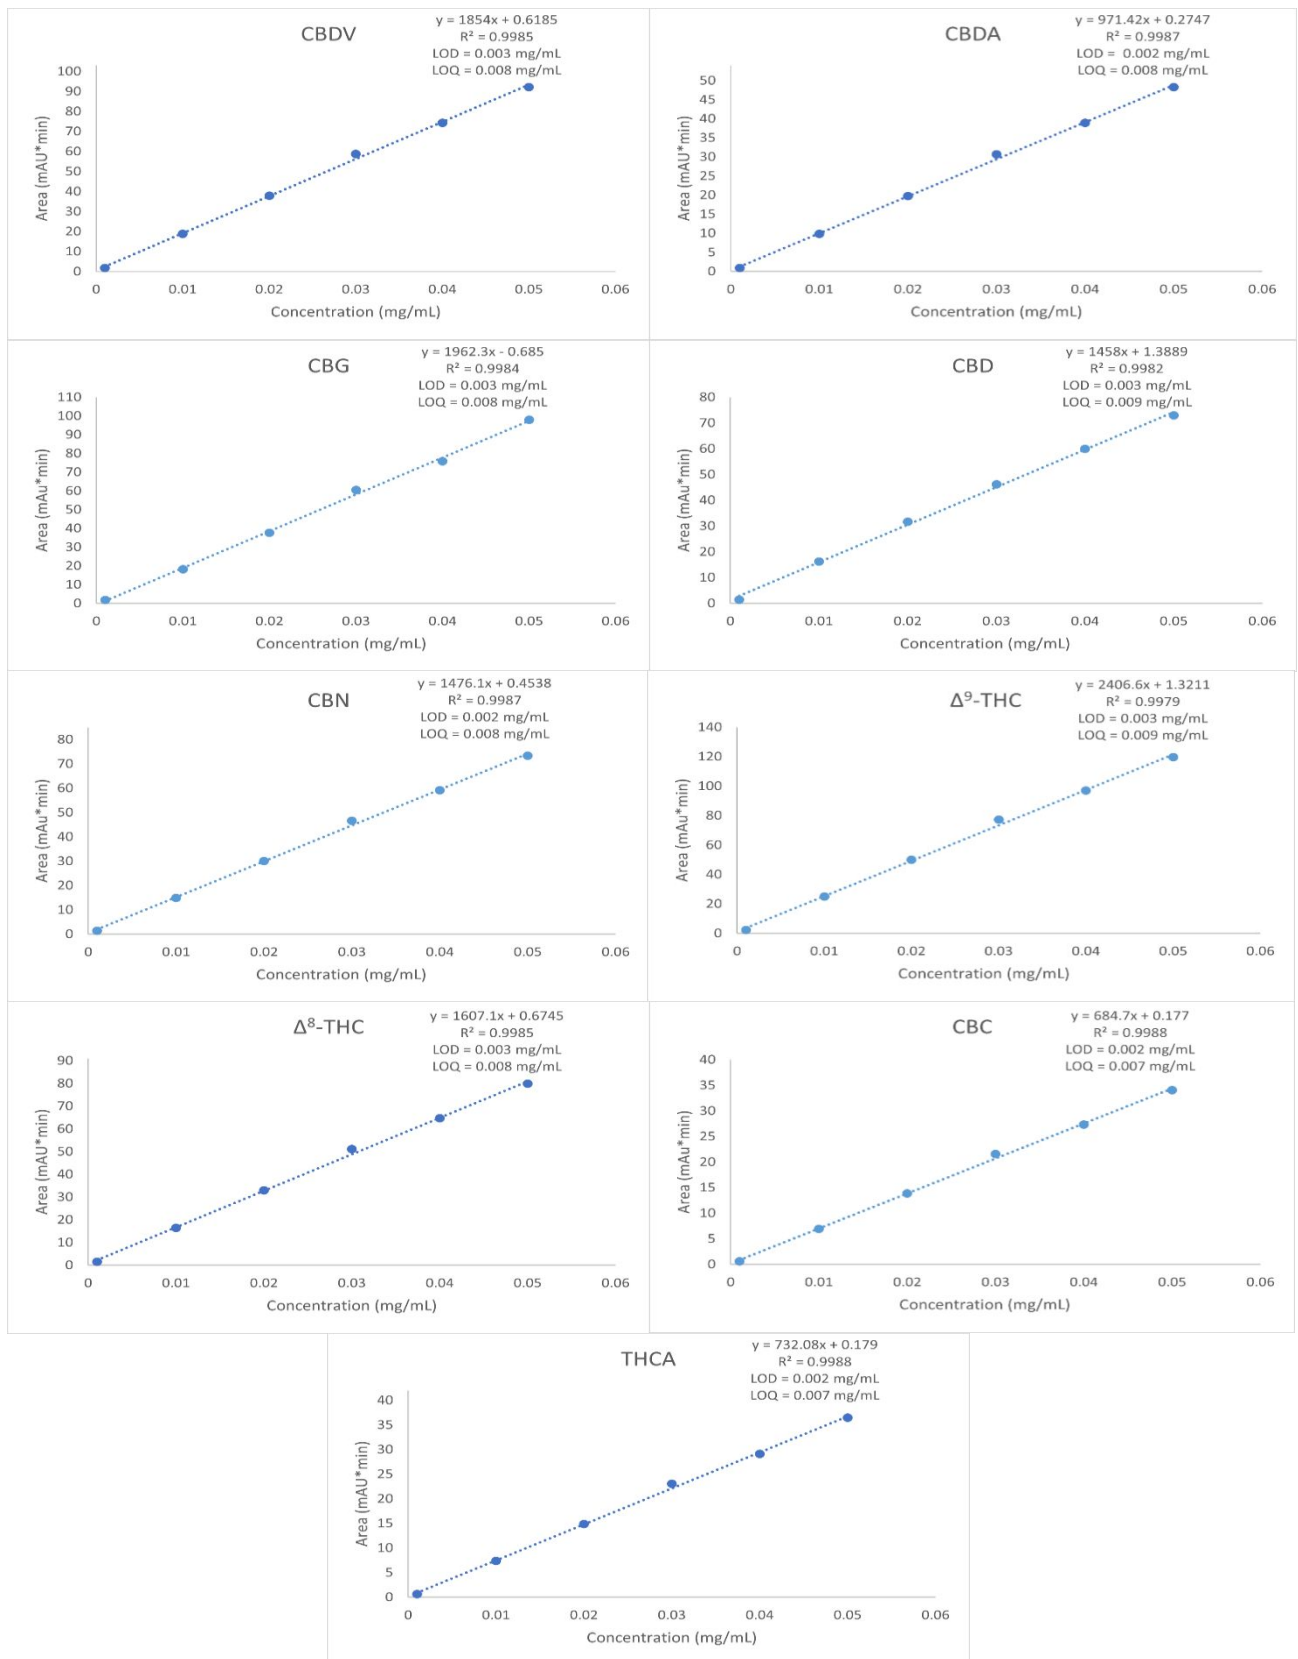 CBDV
y = 1854x + 0.6185
R² = 0.9985
LOD = 0.003 mg/mL
LOQ = 0.008 mg/mL
100
90
80
70
60
50
40
30
20
10
0
Area (mAU*min)
0 0.01 0.02 0.03 0.04 0.05 0.06
Concentration (mg/mL)
CBDA
y = 971.42x + 0.2747
R² = 0.9987
LOD = 0.002 mg/mL
LOQ = 0.008 mg/mL
50
45
40
35
30
25
20
15
10
5
0
Area (mAU*min)
0 0.01 0.02 0.03 0.04 0.05 0.06
Concentration (mg/mL)
CBG
y = 1962.3x - 0.685
R² = 0.9984
LOD = 0.003 mg/mL
LOQ = 0.008 mg/mL
110
100
90
80
70
60
50
40
30
20
10
0
Area (mAu*min)
0 0.01 0.02 0.03 0.04 0.05 0.06
Concentration (mg/mL)
CBD
y = 1458x + 1.3889
R² = 0.9982
LOD = 0.003 mg/mL
LOQ = 0.009 mg/mL
80
70
60
50
40
30
20
10
0
Area (mAu*min)
0 0.01 0.02 0.03 0.04 0.05 0.06
Concentration (mg/mL)
CBN
y = 1476.1x + 0.4538
R² = 0.9987
LOD = 0.002 mg/mL
LOQ = 0.008 mg/mL
80
70
60
50
40
30
20
10
0
Area (mAu*min)
0 0.01 0.02 0.03 0.04 0.05 0.06
Concentration (mg/mL)
Δ⁹-THC
y = 2406.6x + 1.3211
R² = 0.9979
LOD = 0.003 mg/mL
LOQ = 0.009 mg/mL
140
120
100
80
60
40
20
0
Area (mAu*min)
0 0.01 0.02 0.03 0.04 0.05 0.06
Concentration (mg/mL)
Δ⁸-THC
y = 1607.1x + 0.6745
R² = 0.9985
LOD = 0.003 mg/mL
LOQ = 0.008 mg/mL
90
80
70
60
50
40
30
20
10
0
Area (mAU*min)
0 0.01 0.02 0.03 0.04 0.05 0.06
Concentration (mg/mL)
CBC
y = 684.7x + 0.177
R² = 0.9988
LOD = 0.002 mg/mL
LOQ = 0.007 mg/mL
40
35
30
25
20
15
10
5
0
Area (mAu*min)
0 0.01 0.02 0.03 0.04 0.05 0.06
Concentration (mg/mL)
THCA
y = 732.08x + 0.179
R² = 0.9988
LOD = 0.002 mg/mL
LOQ = 0.007 mg/mL
40
35
30
25
20
15
10
5
0
Area (mAU*min)
0 0.01 0.02 0.03 0.04 0.05 0.06
Concentration (mg/mL)